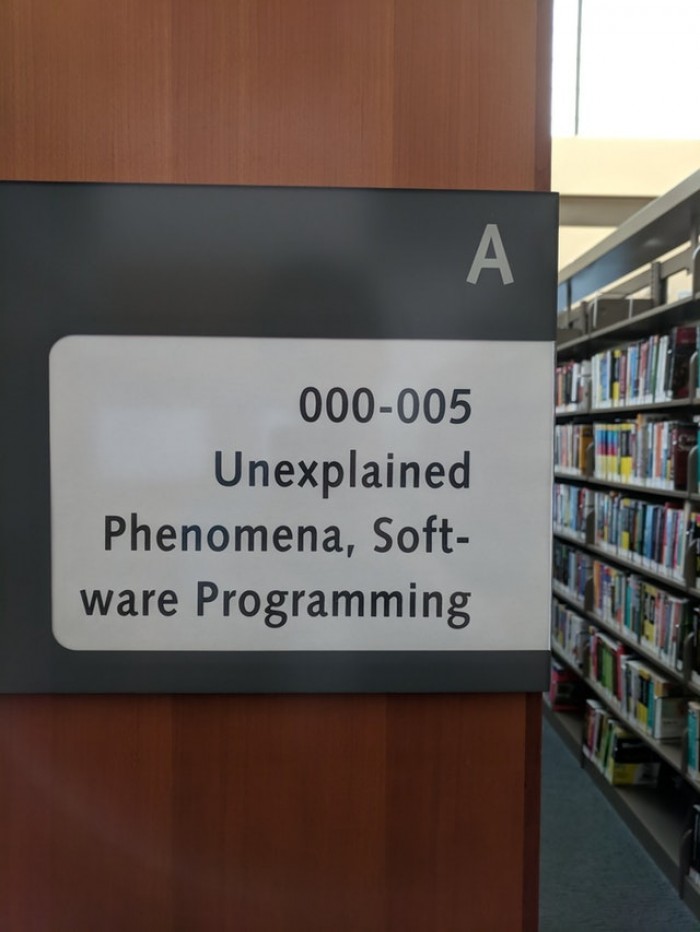 A
000-005
Unexplained
Phenomena, Soft-
ware Programming